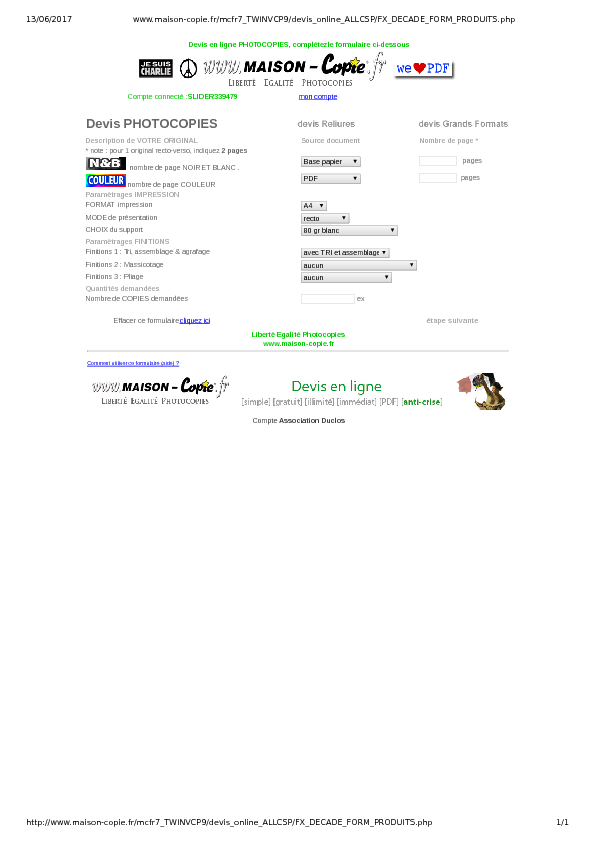 13/06/2017 www.maison-copie.fr/mcfr7_TWINVCP9/devis_online_ALLCSP/FX_DECADE_FORM_PRODUITS.php
Devis en ligne PHOTOCOPIES, complétez le formulaire ci-dessous
JE SUIS CHARLIE www.MAISON - Copie.fr we PDF
LIBERTÉ EGALITÉ PHOTOCOPIES
Compte connecté :SLIDER339479 mon compte
Devis PHOTOCOPIES devis Reliures devis Grands Formats
Description de VOTRE ORIGINAL Source document Nombre de page *
* note : pour 1 original recto-verso, indiquez 2 pages
N&B nombre de page NOIR ET BLANC . Base papier pages
COULEUR nombre de page COULEUR PDF pages
Paramétrages IMPRESSION
FORMAT impression A4
MODE de présentation recto
CHOIX du support 80 gr blanc
Paramétrages FINITIONS
Finitions 1 : Tri, assemblage & agrafage avec TRI et assemblage
Finitions 2 : Massicotage aucun
Finitions 3 : Pliage aucun
Quantités demandées
Nombre de COPIES demandées ex
Effacer ce formulaire cliquez ici étape suivante
Liberté Egalité Photocopies
www.maison-copie.fr
Comment utiliser ce formulaire (aide) ?
www.MAISON - Copie.fr Devis en ligne
LIBERTÉ EGALITÉ PHOTOCOPIES [simple] [gratuit] [illimité] [immédiat] [PDF] [anti-crise]
Compte Association Duclos
http://www.maison-copie.fr/mcfr7_TWINVCP9/devis_online_ALLCSP/FX_DECADE_FORM_PRODUITS.php 1/1